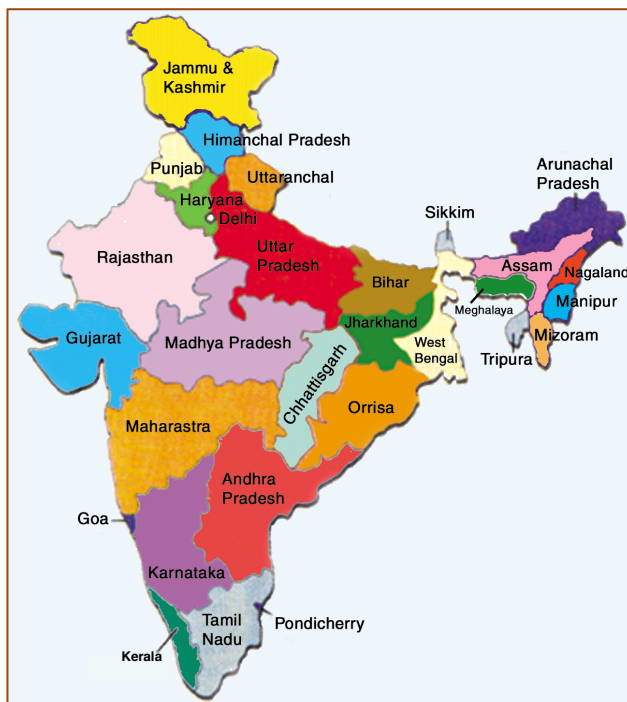 Jammu &
Kashmir
Himanchal Pradesh
Punjab
Uttaranchal
Haryana
Delhi
Arunachal
Pradesh
Sikkim
Rajasthan
Uttar
Pradesh
Bihar
Assam
Nagaland
Meghalaya
Manipur
Gujarat
Madhya Pradesh
Jharkhand
West
Bengal
Tripura
Mizoram
Chhattisgarh
Orrisa
Maharastra
Andhra
Pradesh
Goa
Karnataka
Tamil
Nadu
Pondicherry
Kerala